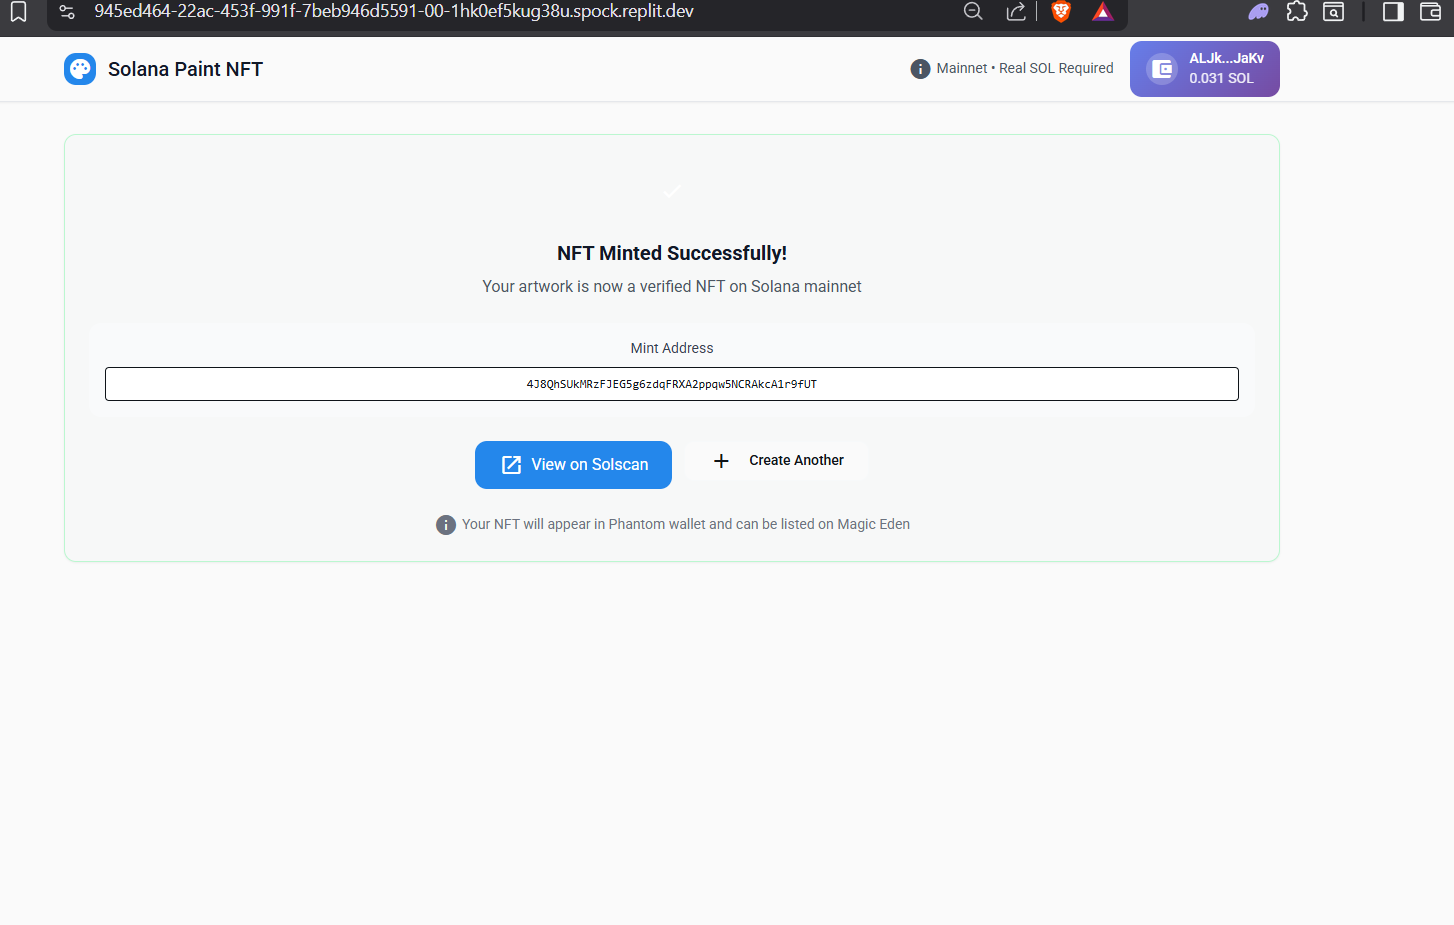 945ed464-22ac-453f-991f-7beb946d5591-00-1hk0ef5kug38u.spock.replit.dev
Solana Paint NFT
Mainnet • Real SOL Required
ALJk...JaKv
0.031 SOL
NFT Minted Successfully!
Your artwork is now a verified NFT on Solana mainnet
Mint Address
4J8QhSUkMRzFJEG5g6zdqFRXA2ppqw5NCRAkcA1r9fUT
View on Solscan
Create Another
Your NFT will appear in Phantom wallet and can be listed on Magic Eden